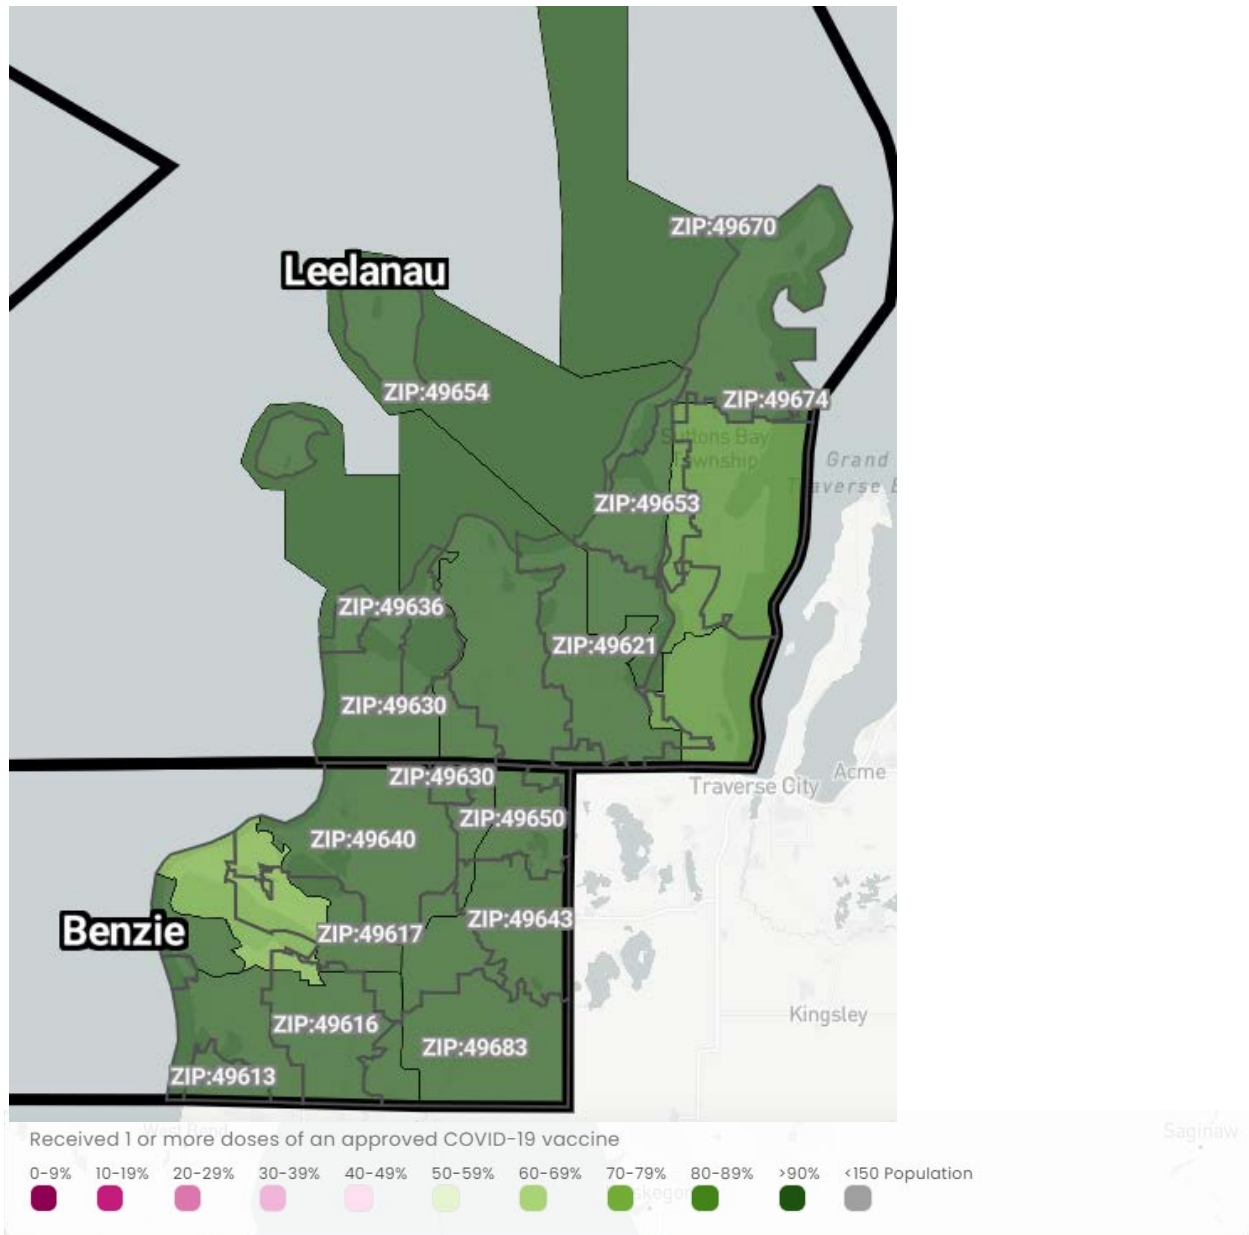 ZIP:49670
Leelanau
ZIP:49654
ZIP:49674
Suttons Bay
Township
Grand
Traverse B
ZIP:49653
ZIP:49636
ZIP:49621
ZIP:49630
ZIP:49630
Traverse City
Acme
ZIP:49650
ZIP:49640
ZIP:49643
Benzie
ZIP:49617
Kingsley
ZIP:49616
ZIP:49683
ZIP:49613
West Bend
Saginaw
Received 1 or more doses of an approved COVID-19 vaccine
0-9% 10-19% 20-29% 30-39% 40-49% 50-59% 60-69% 70-79% 80-89% >90% <150 Population